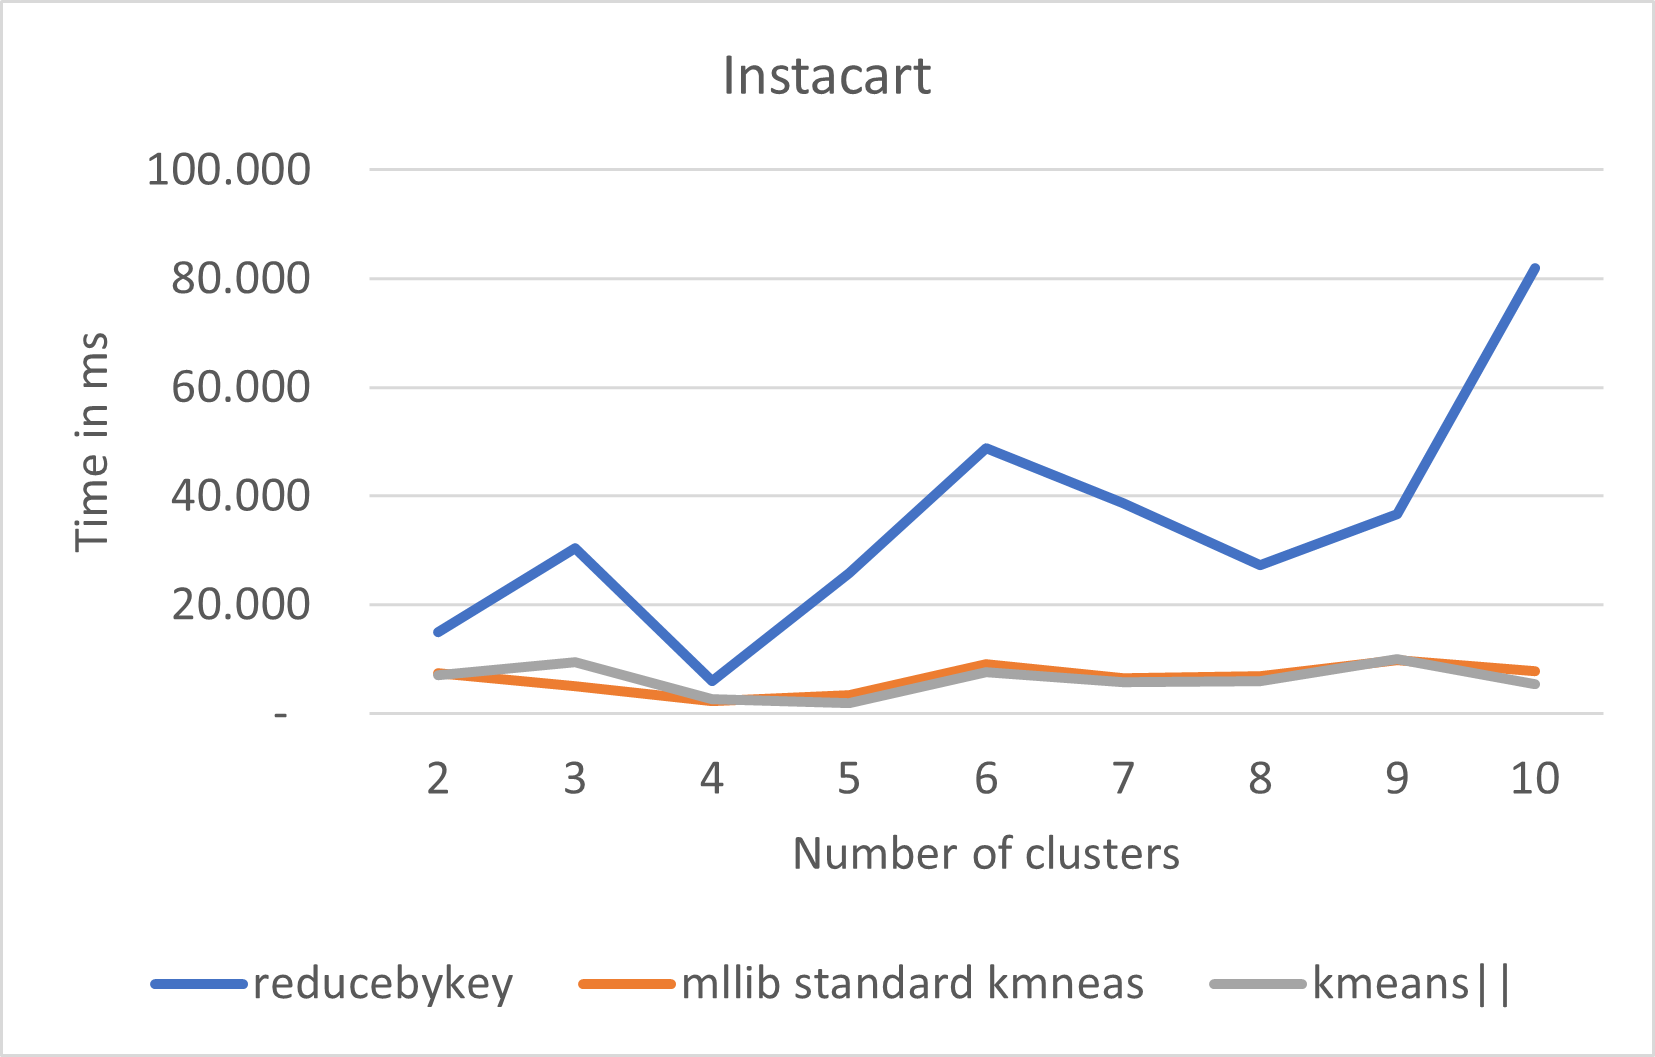 Instacart
100.000
80.000
60.000
40.000
20.000
-
Time in ms
2 3 4 5 6 7 8 9 10
Number of clusters
reducebykey mllib standard kmneas kmeans||